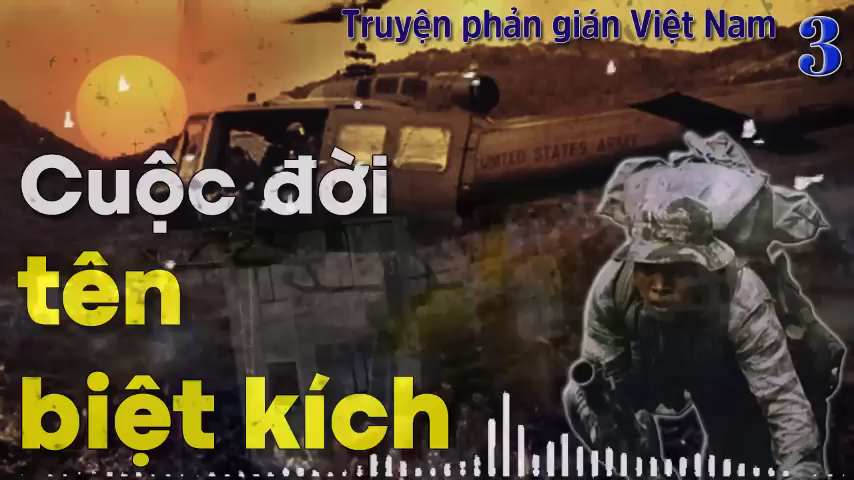 Truyện phản gián Việt Nam 3
UNITED STATES ARMY
Cuộc đời
tên
biệt kích